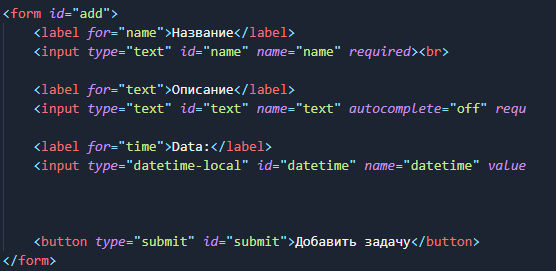 <form id="add">
<label for="name">Название</label>
<input type="text" id="name" name="name" required><br>
<label for="text">Описание</label>
<input type="text" id="text" name="text" autocomplete="off" requ
<label for="time">Data:</label>
<input type="datetime-local" id="datetime" name="datetime" value
<button type="submit" id="submit">Добавить задачу</button>
</form>